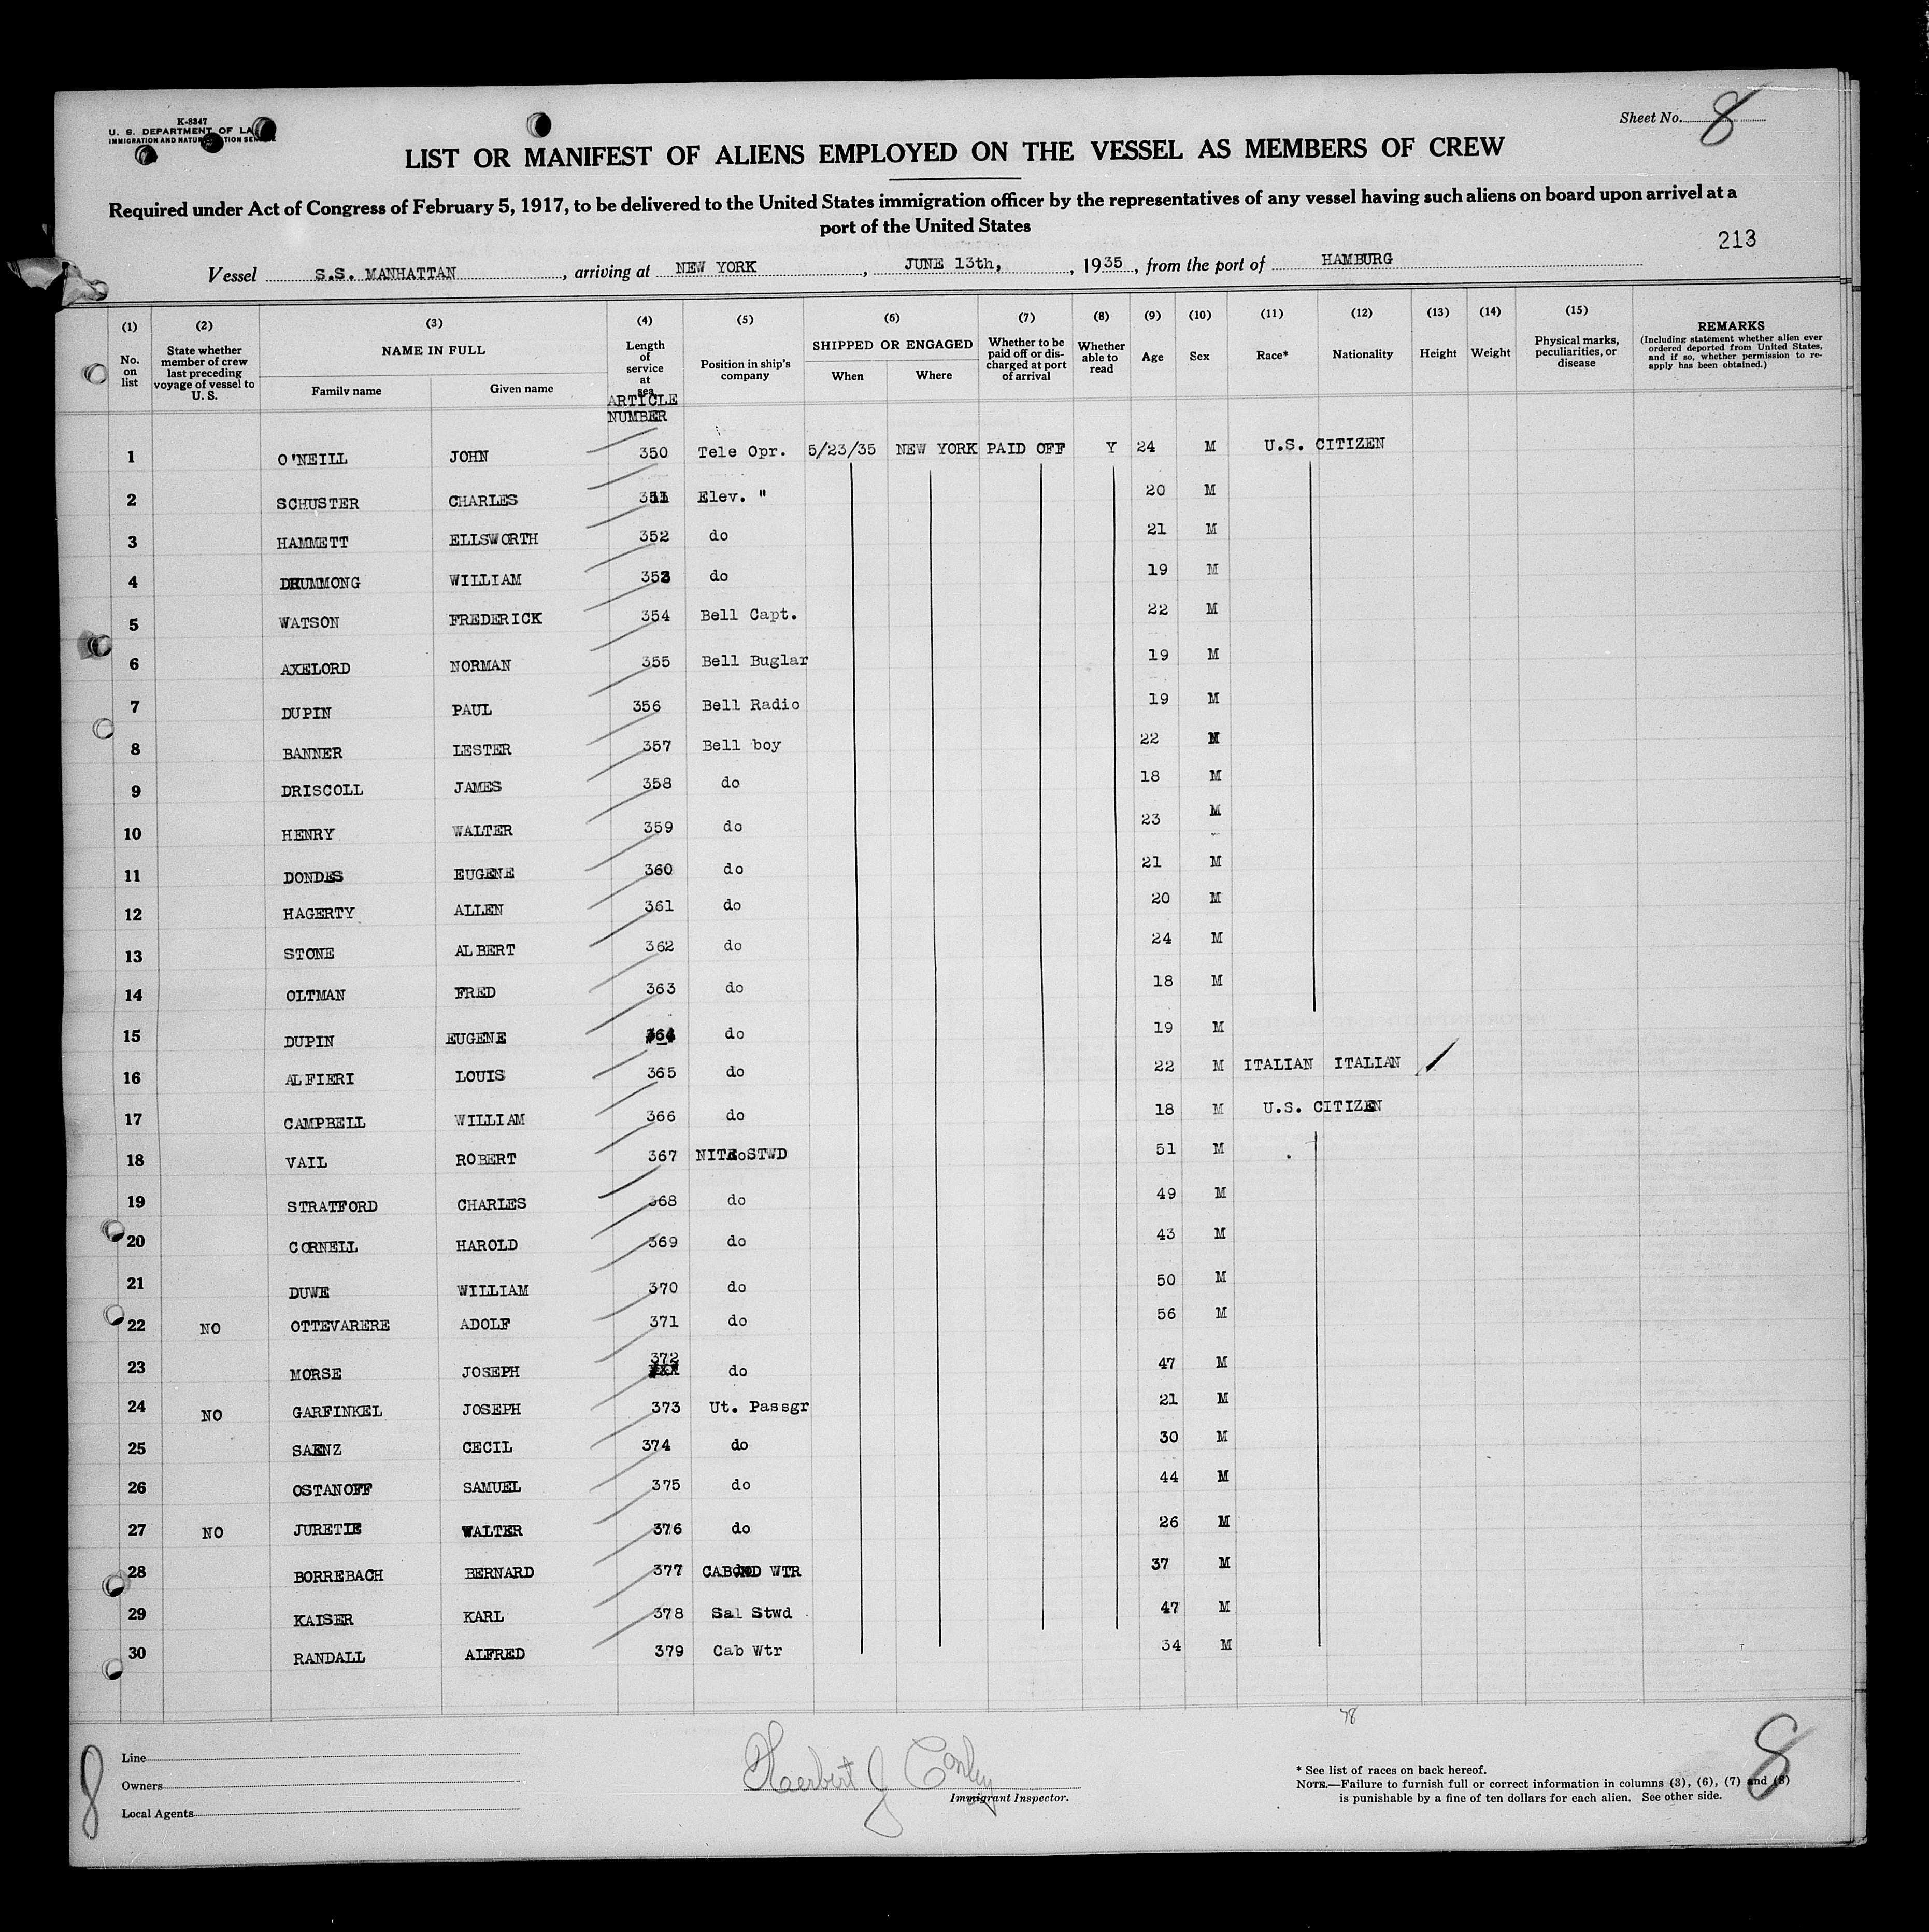 K-8347
U. S. DEPARTMENT OF LA
IMMIGRATION AND NATURALIZATION SERVICE
Sheet No. 8
LIST OR MANIFEST OF ALIENS EMPLOYED ON THE VESSEL AS MEMBERS OF CREW
Required under Act of Congress of February 5, 1917, to be delivered to the United States immigration officer by the representatives of any vessel having such aliens on board upon arrival at a
port of the United States
213
Vessel S.S. MANHATTAN, arriving at NEW YORK, JUNE 13th, , 1935, from the port of HAMBURG
(1) No. on list
(2) State whether member of crew last preceding voyage of vessel to U. S.
(3) NAME IN FULL
Family name Given name
(4) Length of service at sea
ARTICLE NUMBER
(5) Position in ship's company
(6) SHIPPED OR ENGAGED
When Where
(7) Whether to be paid off or discharged at port of arrival
(8) Whether able to read
(9) Age
(10) Sex
(11) Race*
(12) Nationality
(13) Height
(14) Weight
(15) Physical marks, peculiarities, or disease
REMARKS
(Including statement whether alien ever ordered deported from United States, and if so, whether permission to reapply has been obtained.)
1 O'NEILL JOHN 350 Tele Opr. 5/23/35 NEW YORK PAID OFF Y 24 M U.S. CITIZEN
2 SCHUSTER CHARLES 351 Elev. " 20 M
3 HAMMETT ELLSWORTH 352 do 21 M
4 DRUMMONG WILLIAM 353 do 19 M
5 WATSON FREDERICK 354 Bell Capt. 22 M
6 AXELORD NORMAN 355 Bell Buglar 19 M
7 DUPIN PAUL 356 Bell Radio 19 M
8 BANNER LESTER 357 Bell boy 22 M
9 DRISCOLL JAMES 358 do 18 M
10 HENRY WALTER 359 do 23 M
11 DONDES EUGENE 360 do 21 M
12 HAGERTY ALLEN 361 do 20 M
13 STONE ALBERT 362 do 24 M
14 OLTMAN FRED 363 do 18 M
15 DUPIN EUGENE 364 do 19 M
16 ALFIERI LOUIS 365 do 22 M ITALIAN ITALIAN
17 CAMPBELL WILLIAM 366 do 18 M U.S. CITIZEN
18 VAIL ROBERT 367 NITE STWD 51 M
19 STRATFORD CHARLES 368 do 49 M
20 CORNELL HAROLD 369 do 43 M
21 DUWE WILLIAM 370 do 50 M
22 NO OTTEVARERE ADOLF 371 do 56 M
23 MORSE JOSEPH 372 do 47 M
24 NO GARFINKEL JOSEPH 373 Ut. Passgr 21 M
25 SAENZ CECIL 374 do 30 M
26 OSTANOFF SAMUEL 375 do 44 M
27 NO JURETIE WALTER 376 do 26 M
28 BORREBACH BERNARD 377 WTR 37 M
29 KAISER KARL 378 Sal Stwd 47 M
30 RANDALL ALFRED 379 Cab Wtr 34 M
78
8
8
Line
Owners
Local Agents
Herbert J Conley
Immigrant Inspector.
* See list of races on back hereof.
NOTE.—Failure to furnish full or correct information in columns (3), (6), (7) and (8)
is punishable by a fine of ten dollars for each alien. See other side.